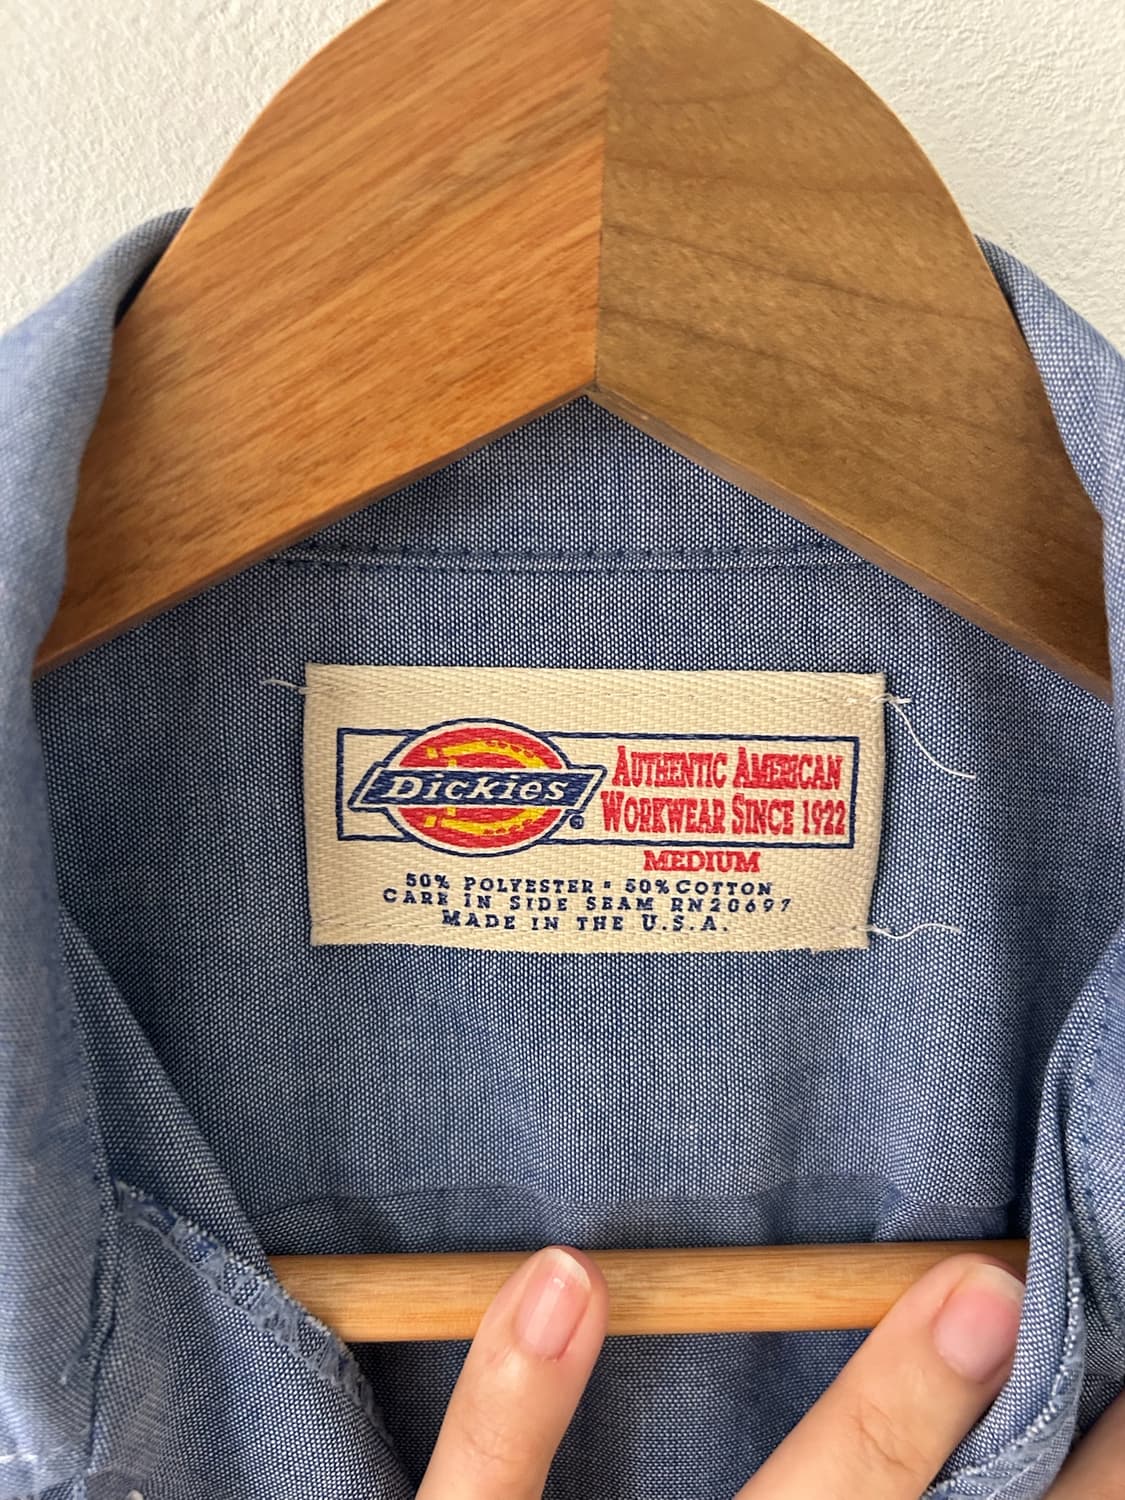 Dickies®
AUTHENTIC AMERICAN
WORKWEAR SINCE 1922
MEDIUM
50% POLYESTER • 50% COTTON
CARE IN SIDE SEAM RN20697
MADE IN THE U.S.A.